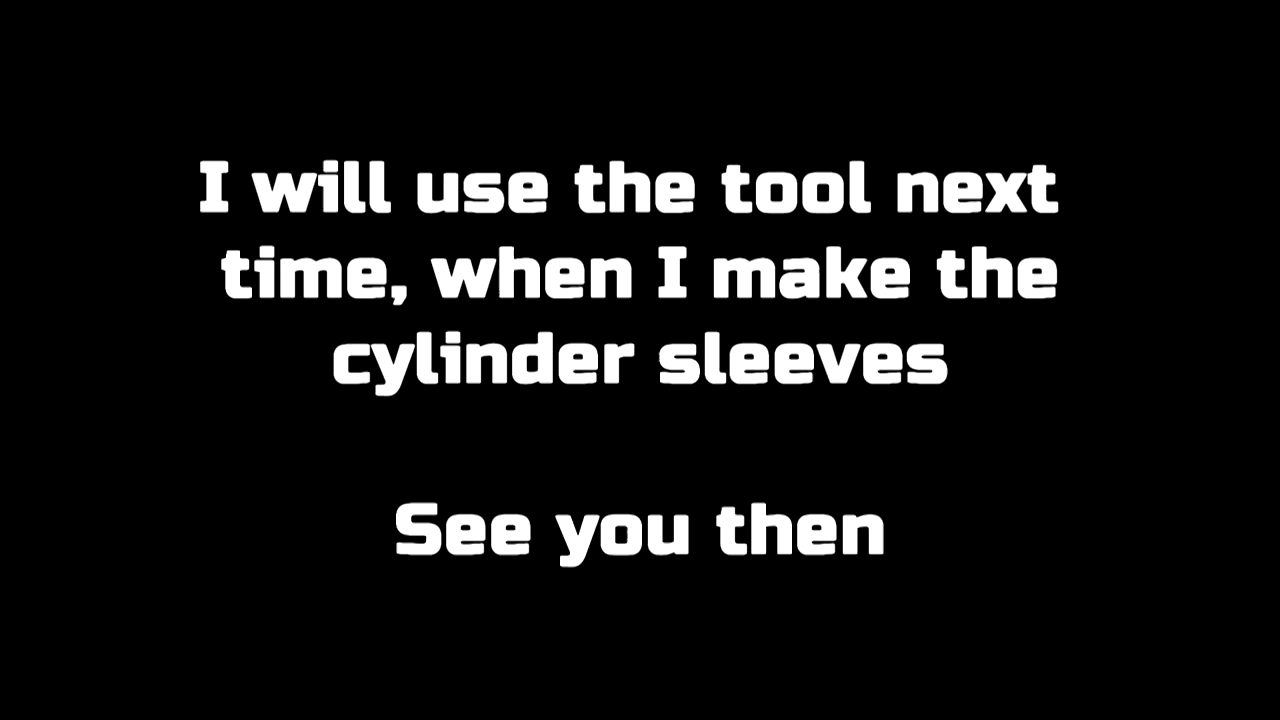 I will use the tool next
time, when I make the
cylinder sleeves
See you then